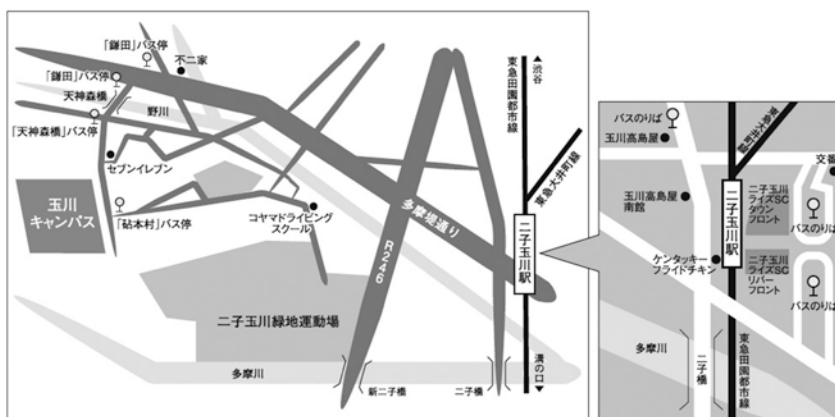 「鎌田」バス停
不二家
「鎌田」バス停
天神森橋
野川
「天神森橋」バス停
セブンイレブン
玉川
キャンパス
「砧本村」バス停
コヤマドライビング
スクール
多摩堤通り
R246
二子玉川緑地運動場
多摩川
新二子橋
二子橋
東急田園都市線
▲渋谷
東急大井町線
二子玉川駅
溝の口▼
バスのりば
玉川高島屋
東急大井町線
交番
玉川高島屋
南館
二子玉川駅
二子玉川
ライズSC
タウン
フロント
バスのりば
ケンタッキー
フライドチキン
二子玉川
ライズSC
リバー
フロント
バスのりば
多摩川
二子橋
東急田園都市線